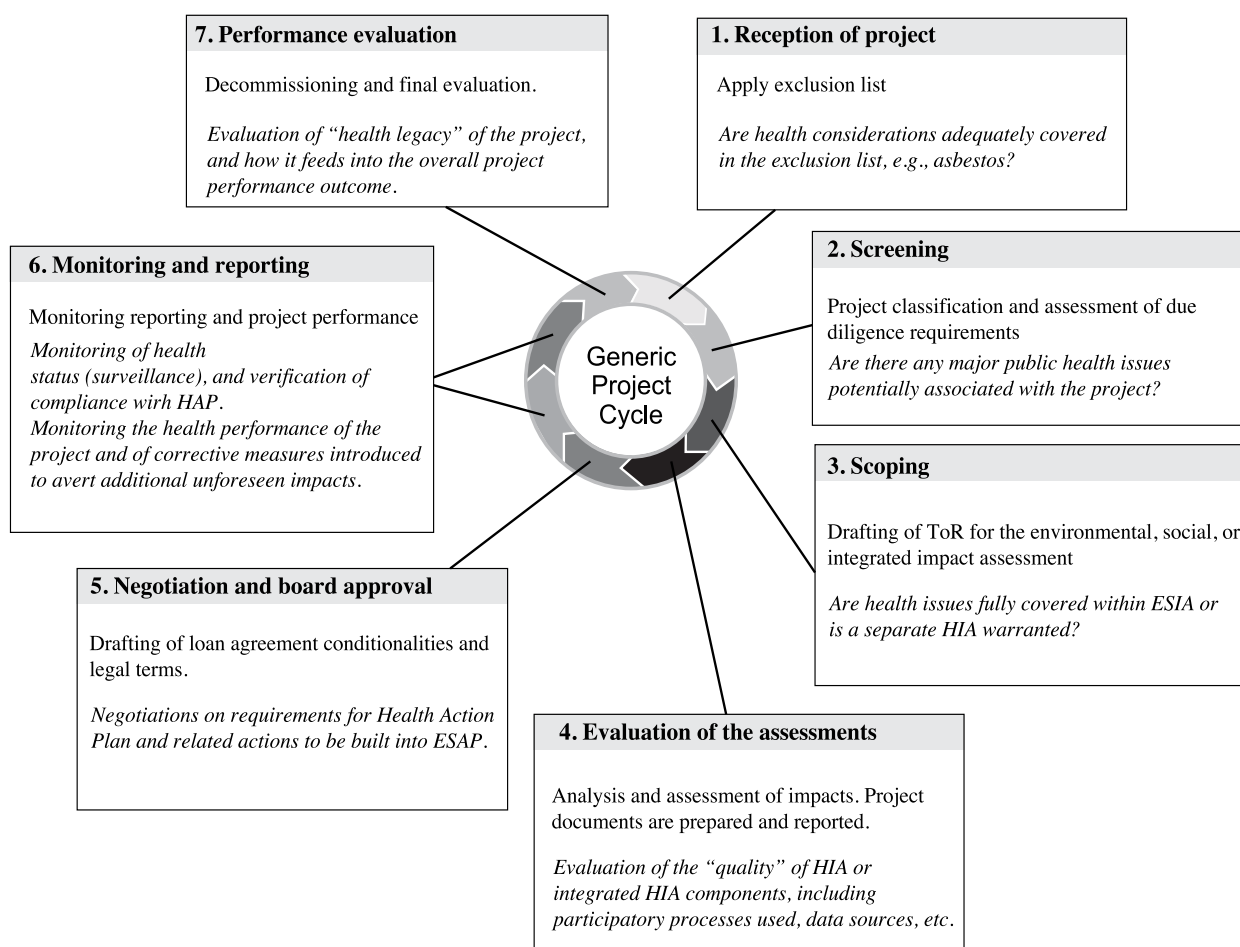 7. Performance evaluation
Decommissioning and final evaluation.
Evaluation of “health legacy” of the project,
and how it feeds into the overall project
performance outcome.
1. Reception of project
Apply exclusion list
Are health considerations adequately covered
in the exclusion list, e.g., asbestos?
6. Monitoring and reporting
Monitoring reporting and project performance
Monitoring of health
status (surveillance), and verification of
compliance wirh HAP.
Monitoring the health performance of the
project and of corrective measures introduced
to avert additional unforeseen impacts.
Generic
Project
Cycle
2. Screening
Project classification and assessment of due
diligence requirements
Are there any major public health issues
potentially associated with the project?
3. Scoping
Drafting of ToR for the environmental, social, or
integrated impact assessment
Are health issues fully covered within ESIA or
is a separate HIA warranted?
5. Negotiation and board approval
Drafting of loan agreement conditionalities and
legal terms.
Negotiations on requirements for Health Action
Plan and related actions to be built into ESAP.
4. Evaluation of the assessments
Analysis and assessment of impacts. Project
documents are prepared and reported.
Evaluation of the “quality” of HIA or
integrated HIA components, including
participatory processes used, data sources, etc.